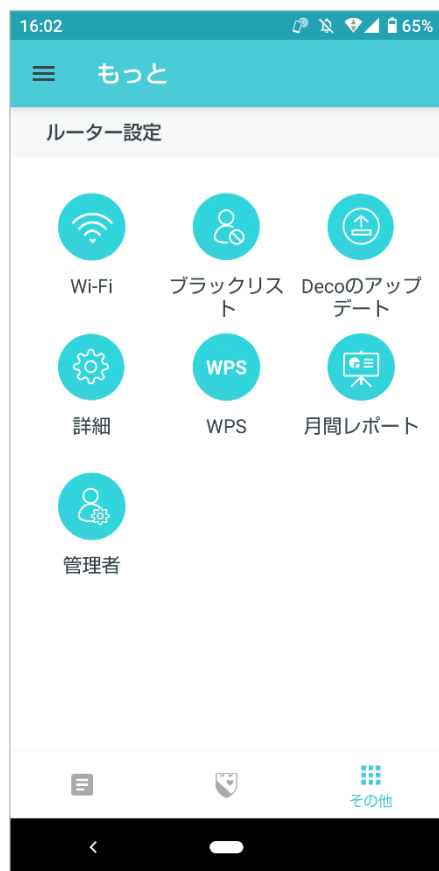 16:02 65%
もっと
ルーター設定
Wi-Fi ブラックリス Decoのアップ
ト デート
WPS
詳細 WPS 月間レポート
管理者
その他